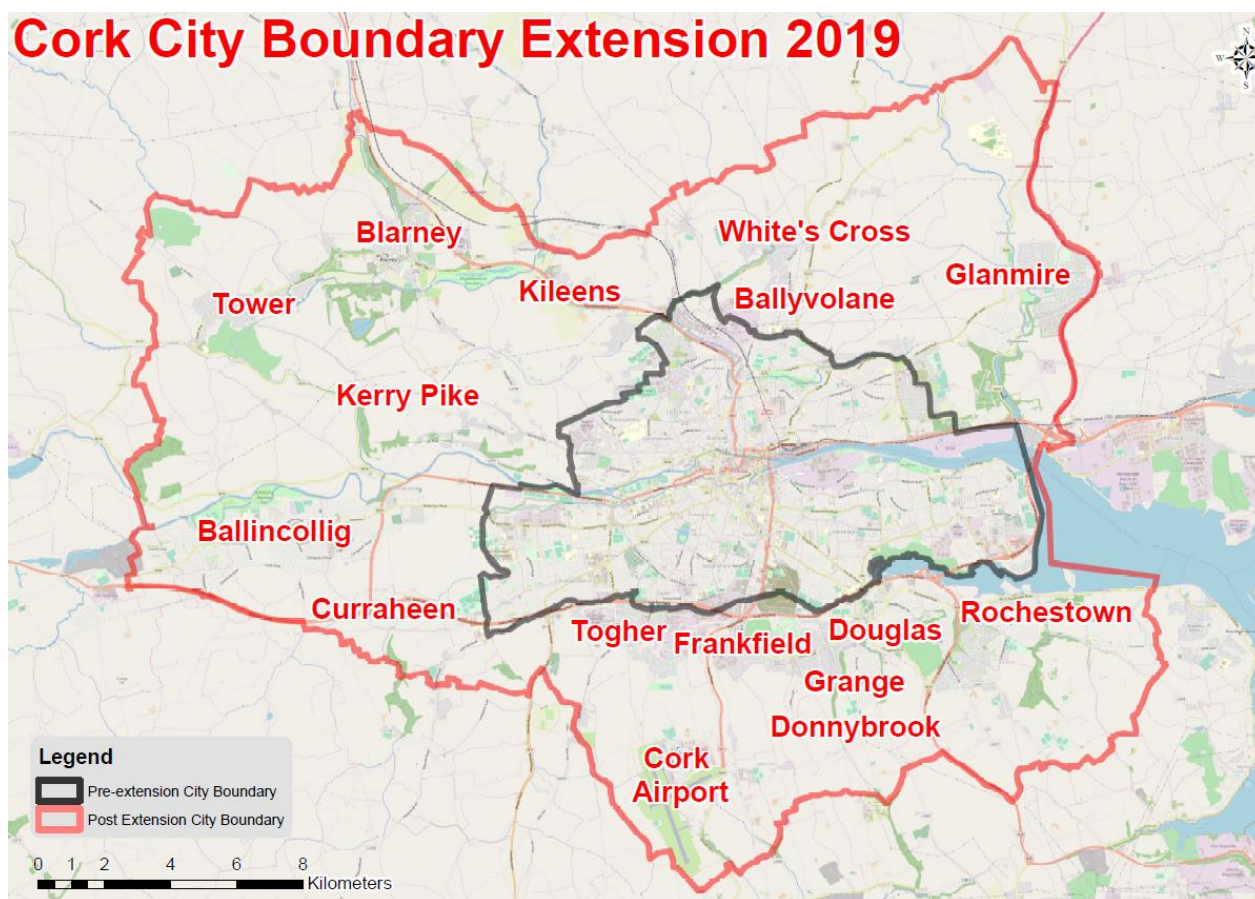 Cork City Boundary Extension 2019
N
W
S
Blarney
White's Cross
Glanmire
Tower
Kileens
Ballyvolane
Kerry Pike
Ballincollig
Curraheen
Togher
Frankfield
Douglas
Rochestown
Grange
Donnybrook
Cork
Airport
Legend
Pre-extension City Boundary
Post Extension City Boundary
0 1 2 4 6 8
Kilometers